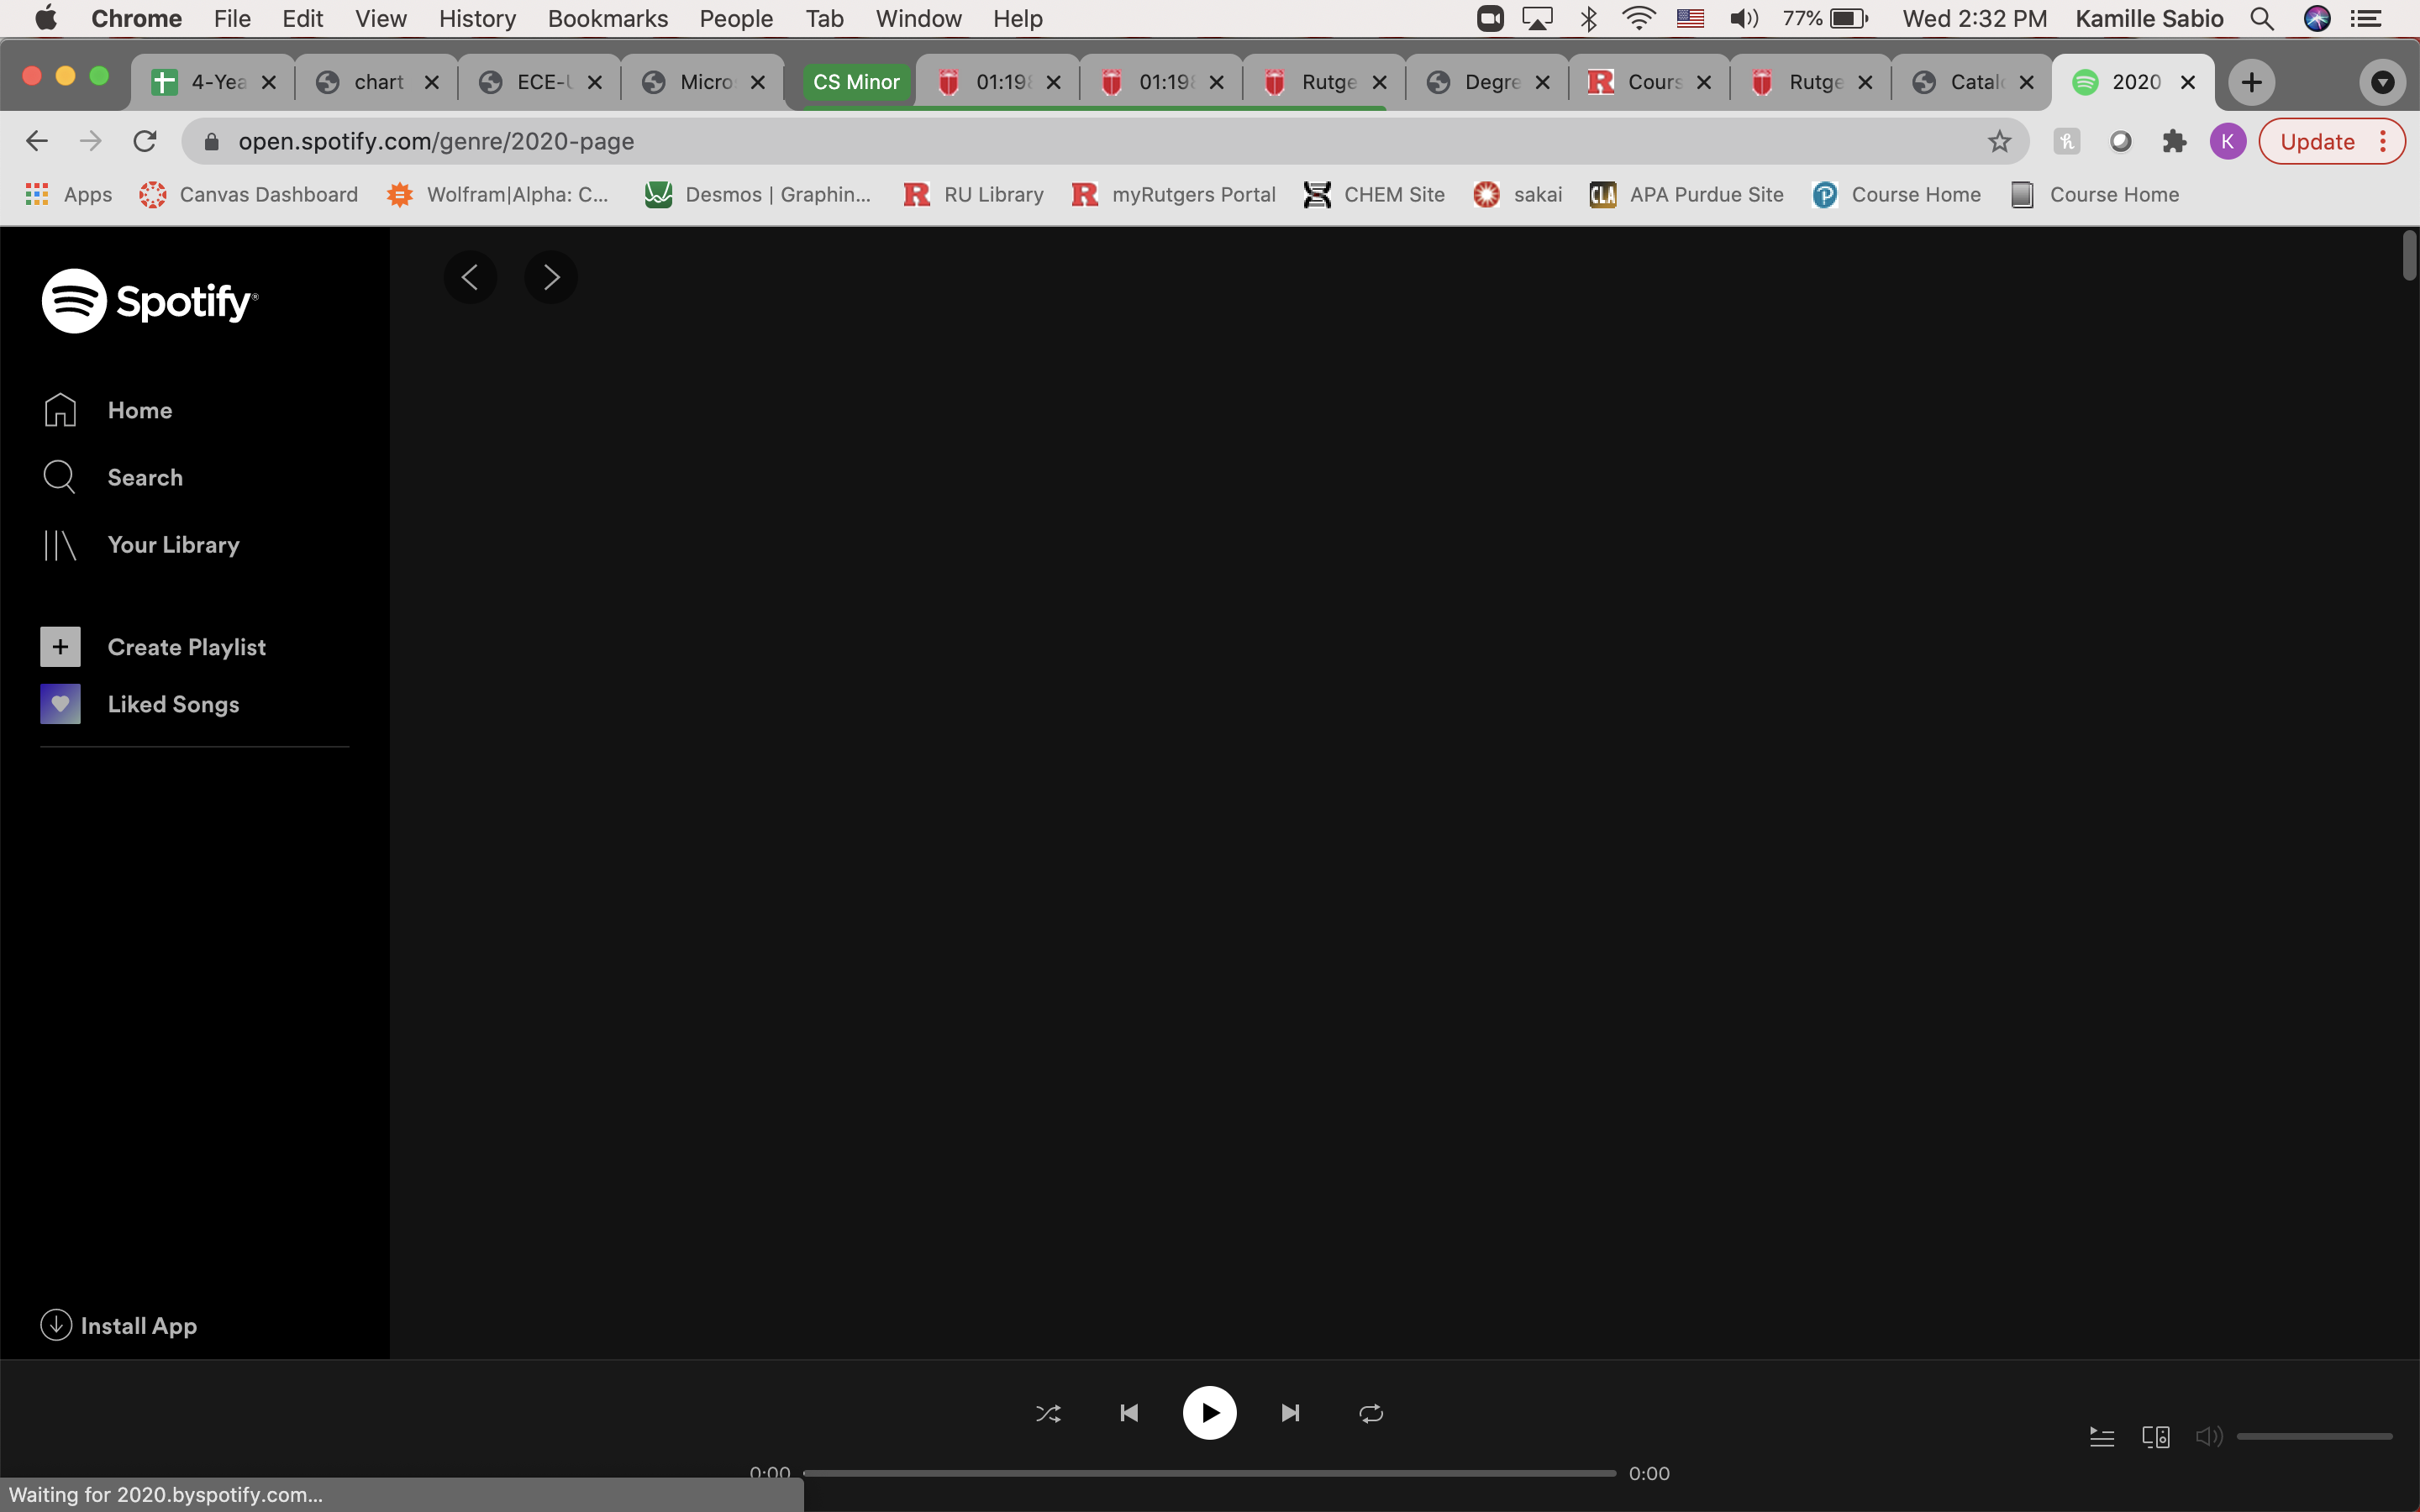 Chrome File Edit View History Bookmarks People Tab Window Help 77% Wed 2:32 PM Kamille Sabio
4-Yea chart ECE-U Micro CS Minor 01:198 01:198 Rutge Degre Cours Rutge Catalo 2020
open.spotify.com/genre/2020-page K Update
Apps Canvas Dashboard Wolfram|Alpha: C... Desmos | Graphin... RU Library myRutgers Portal CHEM Site sakai CLA APA Purdue Site Course Home Course Home
Spotify®
Home
Search
Your Library
Create Playlist
Liked Songs
Install App
0:00 0:00
Waiting for 2020.byspotify.com...